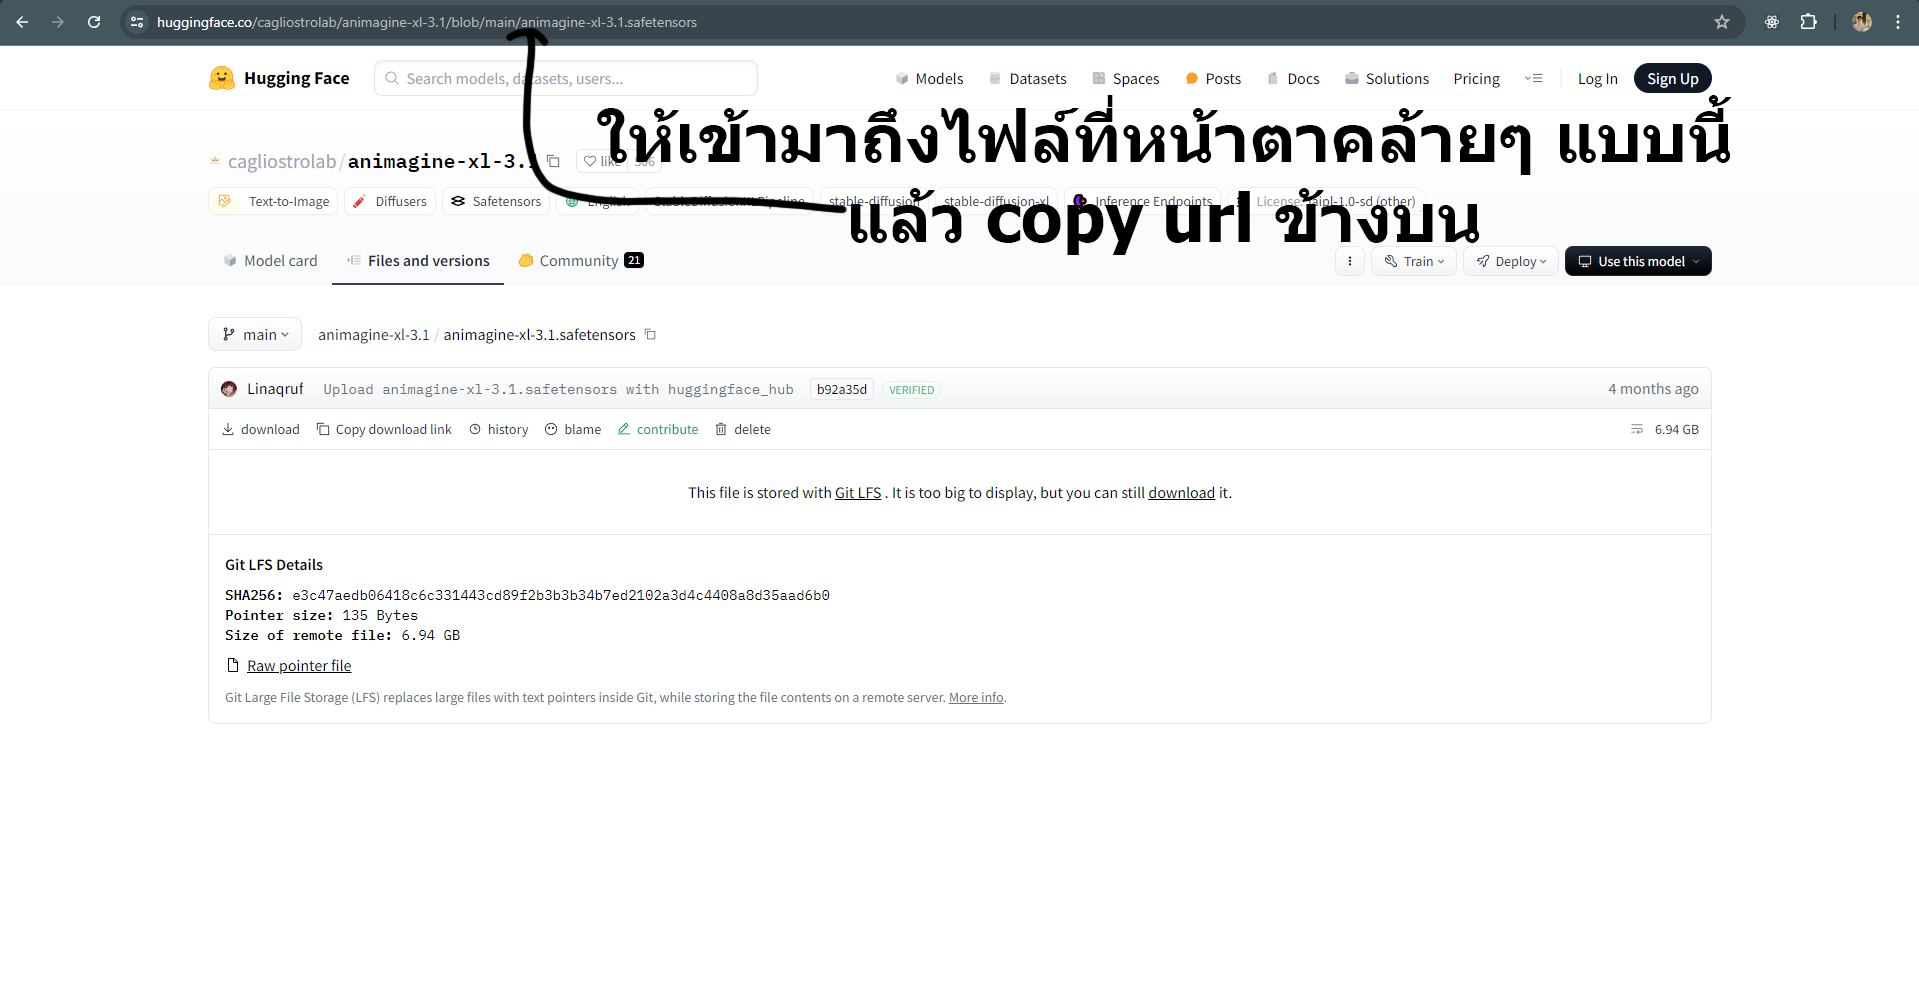 huggingface.co/cagliostrolab/animagine-xl-3.1/blob/main/animagine-xl-3.1.safetensors
Hugging Face
Search models, datasets, users...
Models
Datasets
Spaces
Posts
Docs
Solutions
Pricing
Log In
Sign Up
ให้เข้ามาถึงไฟล์ที่หน้าตาคล้ายๆ แบบนี้
แล้ว copy url ข้างบน
cagliostrolab/animagine-xl-3.1
like
Text-to-Image
Diffusers
Safetensors
English
StableDiffusionXLPipeline
stable-diffusion
stable-diffusion-xl
Inference Endpoints
License: faipl-1.0-sd (other)
Model card
Files and versions
Community 21
Train
Deploy
Use this model
main
animagine-xl-3.1 / animagine-xl-3.1.safetensors
Linaqruf
Upload animagine-xl-3.1.safetensors with huggingface_hub
b92a35d
VERIFIED
4 months ago
download
Copy download link
history
blame
contribute
delete
6.94 GB
This file is stored with Git LFS . It is too big to display, but you can still download it.
Git LFS Details
SHA256: e3c47aedb06418c6c331443cd89f2b3b3b34b7ed2102a3d4c4408a8d35aad6b0
Pointer size: 135 Bytes
Size of remote file: 6.94 GB
Raw pointer file
Git Large File Storage (LFS) replaces large files with text pointers inside Git, while storing the file contents on a remote server. More info.